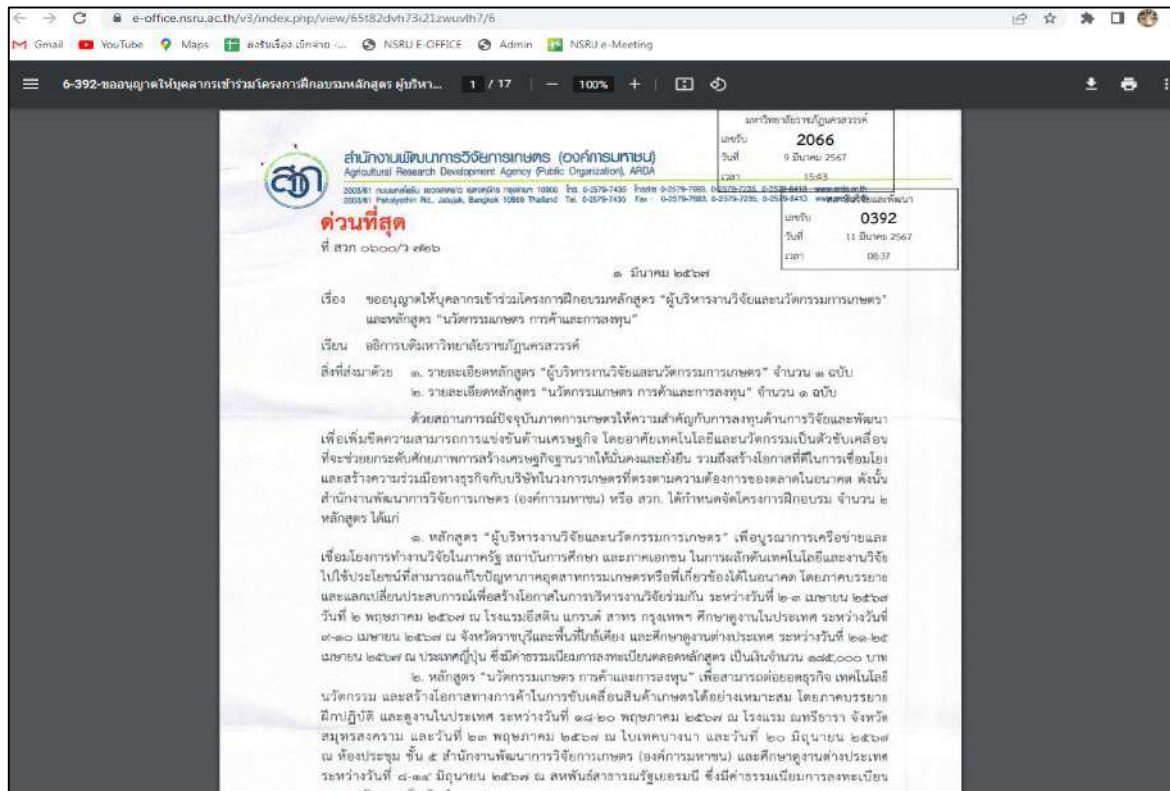 e-office.nsru.ac.th/v3/index.php/view/65t82dvh73i21zwuvlh7/6
Gmail YouTube Maps ลงรับเรื่อง เบิกจ่าย -... NSRU E-OFFICE Admin NSRU e-Meeting
6-392-ขออนุญาตให้บุคลากรเข้าร่วมโครงการฝึกอบรมหลักสูตร ผู้บริหา... 1 / 17 100%
มหาวิทยาลัยราชภัฏนครสวรรค์
เลขรับ 2066
วันที่ 9 มีนาคม 2567
เวลา 15:43
สวก
สำนักงานพัฒนาการวิจัยการเกษตร (องค์การมหาชน)
Agricultural Research Development Agency (Public Organization), ARDA
2003/61 ถนนพหลโยธิน แขวงลาดยาว เขตจตุจักร กรุงเทพฯ 10900 โทร. 0-2579-7435 โทรสาร
2003/61 Paholyothin Rd., Jatujak, Bangkok 10900 Thailand Tel. 0-2579-7435 Fax :
เลขรับ 0392
วันที่ 11 มีนาคม 2567
เวลา 08:37
ด่วนที่สุด
ที่ สวก ๐๖๐๐/ว ๗๒๖
๑ มีนาคม ๒๕๖๗
เรื่อง ขออนุญาตให้บุคลากรเข้าร่วมโครงการฝึกอบรมหลักสูตร “ผู้บริหารงานวิจัยและนวัตกรรมการเกษตร”
และหลักสูตร “นวัตกรรมเกษตร การค้าและการลงทุน”
เรียน อธิการบดีมหาวิทยาลัยราชภัฏนครสวรรค์
สิ่งที่ส่งมาด้วย ๑. รายละเอียดหลักสูตร “ผู้บริหารงานวิจัยและนวัตกรรมการเกษตร” จำนวน ๑ ฉบับ
๒. รายละเอียดหลักสูตร “นวัตกรรมเกษตร การค้าและการลงทุน” จำนวน ๑ ฉบับ
ด้วยสถานการณ์ปัจจุบันภาคการเกษตรให้ความสำคัญกับการลงทุนด้านการวิจัยและพัฒนา
เพื่อเพิ่มขีดความสามารถการแข่งขันด้านเศรษฐกิจ โดยอาศัยเทคโนโลยีและนวัตกรรมเป็นตัวขับเคลื่อน
ที่จะช่วยยกระดับศักยภาพการสร้างเศรษฐกิจฐานรากให้มั่นคงและยั่งยืน รวมถึงสร้างโอกาสที่ดีในการเชื่อมโยง
และสร้างความร่วมมือทางธุรกิจกับบริษัทในวงการเกษตรที่ตรงตามความต้องการของตลาดในอนาคต ดังนั้น
สำนักงานพัฒนาการวิจัยการเกษตร (องค์การมหาชน) หรือ สวก. ได้กำหนดจัดโครงการฝึกอบรม จำนวน ๒
หลักสูตร ได้แก่
๑. หลักสูตร “ผู้บริหารงานวิจัยและนวัตกรรมการเกษตร” เพื่อบูรณาการเครือข่ายและ
เชื่อมโยงการทำงานวิจัยในภาครัฐ สถาบันการศึกษา และภาคเอกชน ในการผลักดันเทคโนโลยีและงานวิจัย
ไปใช้ประโยชน์ที่สามารถแก้ไขปัญหาภาคอุตสาหกรรมเกษตรหรือที่เกี่ยวข้องได้ในอนาคต โดยภาคบรรยาย
และแลกเปลี่ยนประสบการณ์เพื่อสร้างโอกาสในการบริหารงานวิจัยร่วมกัน ระหว่างวันที่ ๒-๓ เมษายน ๒๕๖๗
วันที่ ๒ พฤษภาคม ๒๕๖๗ ณ โรงแรมอีสติน แกรนด์ สาทร กรุงเทพฯ ศึกษาดูงานในประเทศ ระหว่างวันที่
๙-๑๐ เมษายน ๒๕๖๗ ณ จังหวัดราชบุรีและพื้นที่ใกล้เคียง และศึกษาดูงานต่างประเทศ ระหว่างวันที่ ๒๑-๒๕
เมษายน ๒๕๖๗ ณ ประเทศญี่ปุ่น ซึ่งมีค่าธรรมเนียมการลงทะเบียนตลอดหลักสูตร เป็นเงินจำนวน ๑๘๕,๐๐๐ บาท
๒. หลักสูตร “นวัตกรรมเกษตร การค้าและการลงทุน” เพื่อสามารถต่อยอดธุรกิจ เทคโนโลยี
นวัตกรรม และสร้างโอกาสทางการค้าในการขับเคลื่อนสินค้าเกษตรได้อย่างเหมาะสม โดยภาคบรรยาย
ฝึกปฏิบัติ และดูงานในประเทศ ระหว่างวันที่ ๑๘-๒๐ พฤษภาคม ๒๕๖๗ ณ โรงแรม ณทรีธารา จังหวัด
สมุทรสงคราม และวันที่ ๒๓ พฤษภาคม ๒๕๖๗ ณ ไบเทคบางนา และวันที่ ๒๐ มิถุนายน ๒๕๖๗
ณ ห้องประชุม ชั้น ๕ สำนักงานพัฒนาการวิจัยการเกษตร (องค์การมหาชน) และศึกษาดูงานต่างประเทศ
ระหว่างวันที่ ๘-๑๔ มิถุนายน ๒๕๖๗ ณ สหพันธ์สาธารณรัฐเยอรมนี ซึ่งมีค่าธรรมเนียมการลงทะเบียน